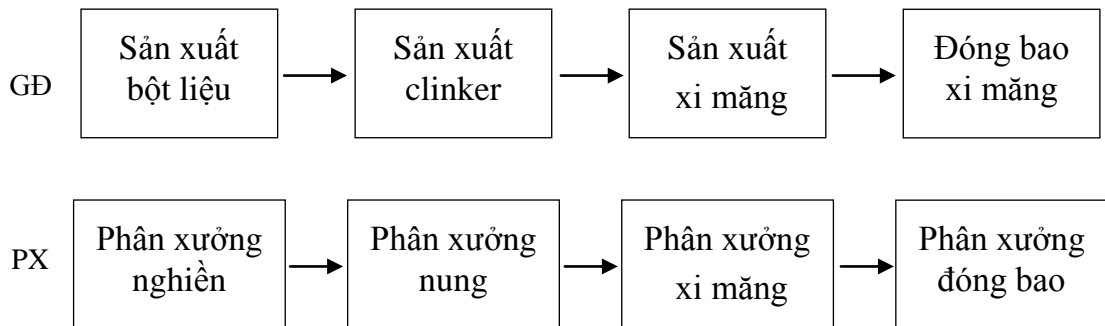 GĐ
Sản xuất
bột liệu
Sản xuất
clinker
Sản xuất
xi măng
Đóng bao
xi măng
PX
Phân xưởng
nghiền
Phân xưởng
nung
Phân xưởng
xi măng
Phân xưởng
đóng bao